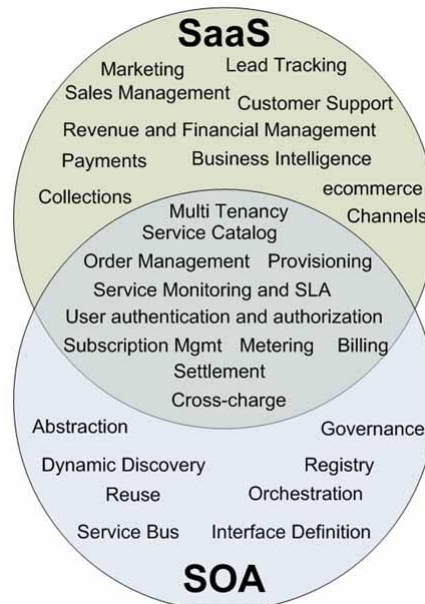 SaaS
Marketing Lead Tracking
Sales Management Customer Support
Revenue and Financial Management
Payments Business Intelligence
Collections ecommerce
Channels
Multi Tenancy
Service Catalog
Order Management Provisioning
Service Monitoring and SLA
User authentication and authorization
Subscription Mgmt Metering Billing
Settlement
Cross-charge
Abstraction Governance
Dynamic Discovery Registry
Reuse Orchestration
Service Bus Interface Definition
SOA